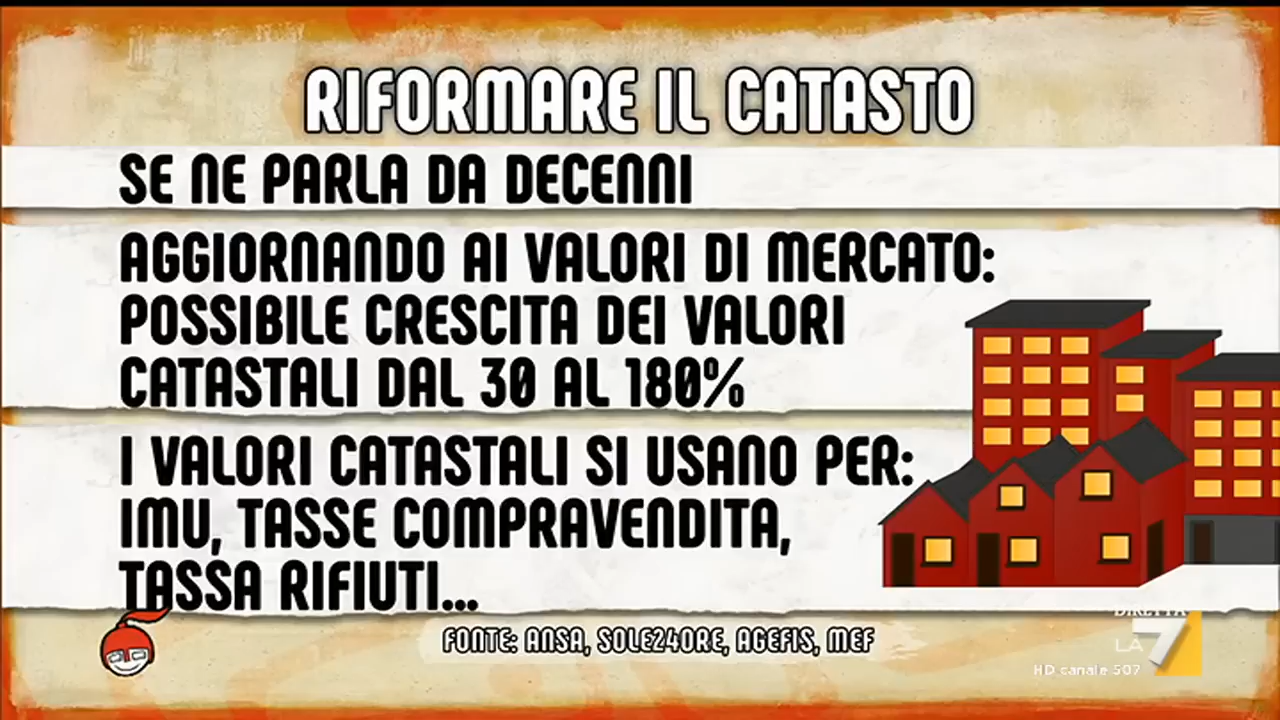 RIFORMARE IL CATASTO
SE NE PARLA DA DECENNI
AGGIORNANDO AI VALORI DI MERCATO:
POSSIBILE CRESCITA DEI VALORI
CATASTALI DAL 30 AL 180%
I VALORI CATASTALI SI USANO PER:
IMU, TASSE COMPRAVENDITA,
TASSA RIFIUTI...
FONTE: ANSA, SOLE24ORE, AGEFIS, MEF
DIRETTA
LA7
HD canale 507